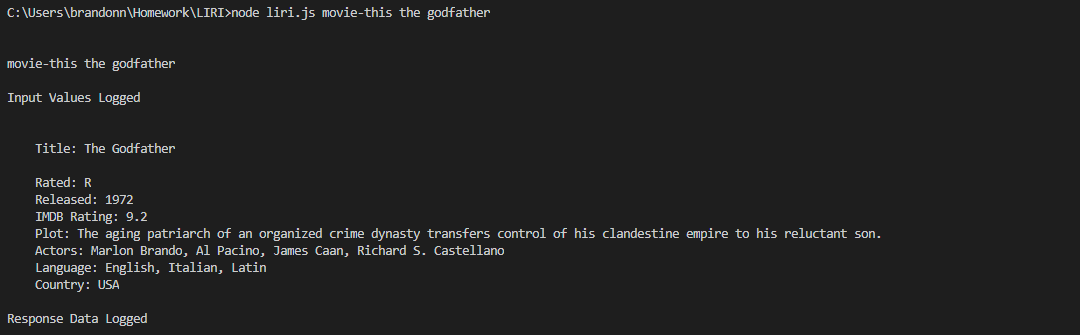 C:\Users\brandonn\Homework\LIRI>node liri.js movie-this the godfather
movie-this the godfather
Input Values Logged
Title: The Godfather
Rated: R
Released: 1972
IMDB Rating: 9.2
Plot: The aging patriarch of an organized crime dynasty transfers control of his clandestine empire to his reluctant son.
Actors: Marlon Brando, Al Pacino, James Caan, Richard S. Castellano
Language: English, Italian, Latin
Country: USA
Response Data Logged